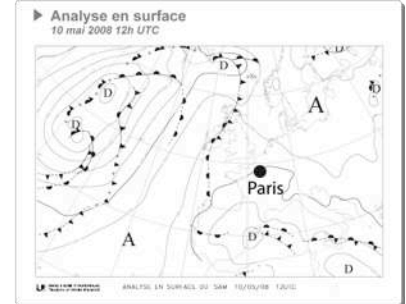 Analyse en surface
10 mai 2008 12h UTC
D
D
D
D
A
Paris
A
D
D
ANALYSE EN SURFACE DU SAM 10/05/08 12UTC